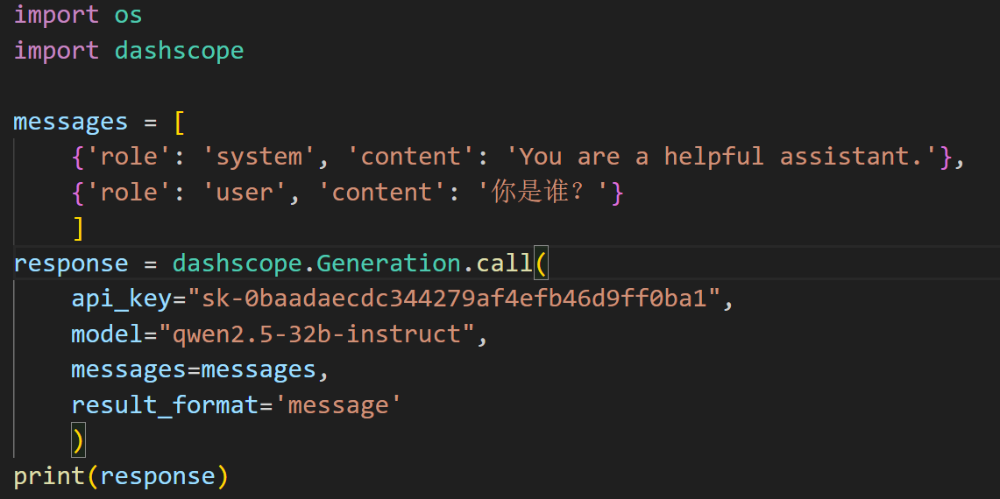 import os
import dashscope
messages = [
{'role': 'system', 'content': 'You are a helpful assistant.'},
{'role': 'user', 'content': '你是谁？'}
]
response = dashscope.Generation.call(
api_key="sk-0baadaecdc344279af4efb46d9ff0ba1",
model="qwen2.5-32b-instruct",
messages=messages,
result_format='message'
)
print(response)